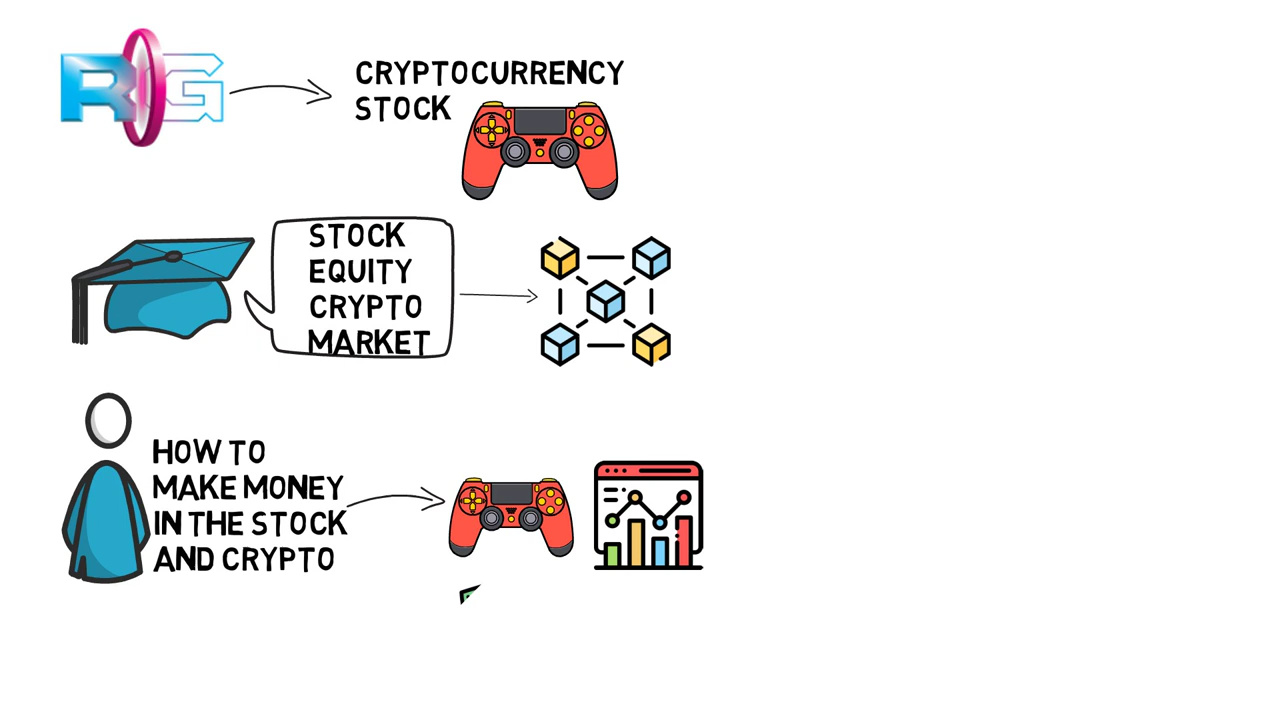 RG
CRYPTOCURRENCY
STOCK
STOCK
EQUITY
CRYPTO
MARKET
HOW TO
MAKE MONEY
IN THE STOCK
AND CRYPTO